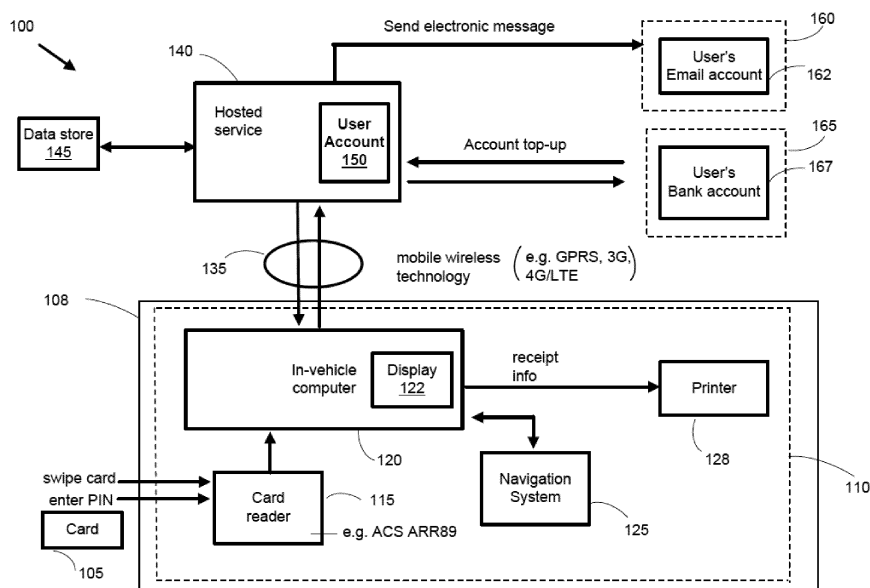 100
140
Send electronic message
160
User's
Email account
162
Hosted
service
User
Account
150
Data store
145
Account top-up
165
User's
Bank account
167
135
mobile wireless
technology
(e.g. GPRS, 3G,
4G/LTE)
108
In-vehicle
computer
Display
122
receipt
info
Printer
120
128
swipe card
enter PIN
Card
reader
115
e.g. ACS ARR89
Navigation
System
125
110
Card
105